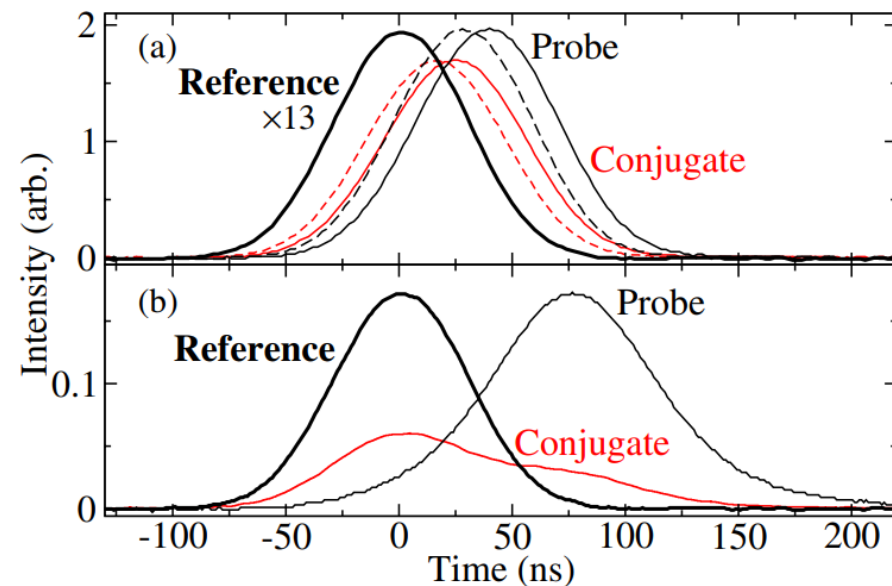 (a)
Reference
×13
Probe
Conjugate
2
1
0
Intensity (arb.)
(b)
Reference
Probe
Conjugate
0.1
0
-100 -50 0 50 100 150 200
Time (ns)